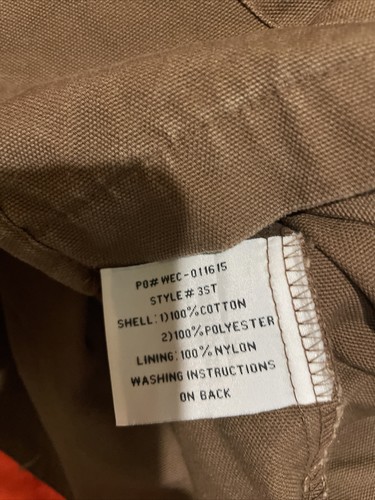 PO# WEC-011615
STYLE# 3ST
SHELL: 1)100%COTTON
2)100%POLYESTER
LINING: 100%NYLON
WASHING INSTRUCTIONS
ON BACK